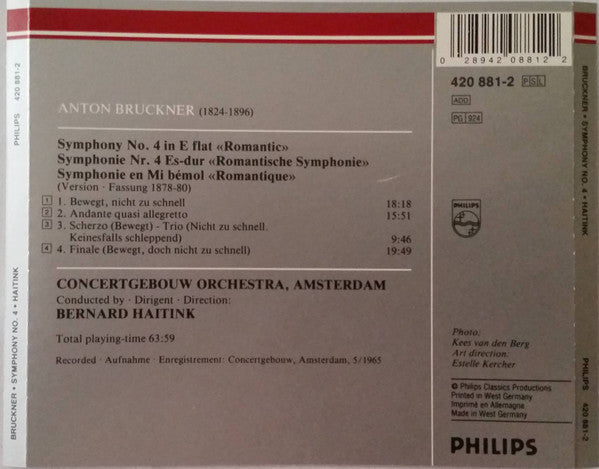 0 28942 08812 2
420 881-2 PSL
ADD
PG 924
ANTON BRUCKNER (1824-1896)
Symphony No. 4 in E flat «Romantic»
Symphonie Nr. 4 Es-dur «Romantische Symphonie»
Symphonie en Mi bémol «Romantique»
(Version · Fassung 1878-80)
1 1. Bewegt, nicht zu schnell 18:18
2 2. Andante quasi allegretto 15:51
3 3. Scherzo (Bewegt) - Trio (Nicht zu schnell.
Keinesfalls schleppend) 9:46
4 4. Finale (Bewegt, doch nicht zu schnell) 19:49
CONCERTGEBOUW ORCHESTRA, AMSTERDAM
Conducted by · Dirigent · Direction:
BERNARD HAITINK
Total playing-time 63:59
Recorded · Aufnahme · Enregistrement: Concertgebouw, Amsterdam, 5/1965
PHILIPS
Photo:
Kees van den Berg
Art direction:
Estelle Kercher
℗ Philips Classics Productions
Printed in West Germany
Imprimé en Allemagne
Made in West Germany
PHILIPS
BRUCKNER • SYMPHONY NO. 4 • HAITINK PHILIPS 420 881-2
BRUCKNER • SYMPHONY NO. 4 • HAITINK PHILIPS 420 881-2